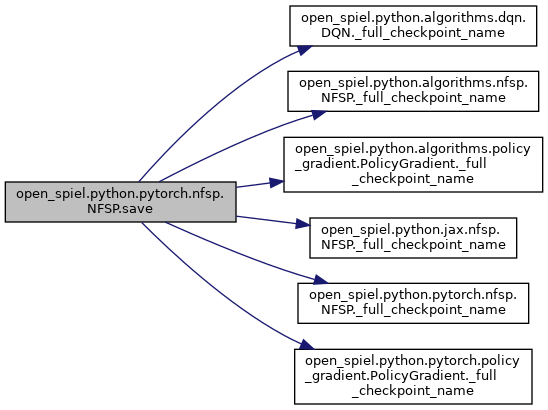 open_spiel.python.algorithms.dqn.
DQN._full_checkpoint_name
open_spiel.python.algorithms.nfsp.
NFSP._full_checkpoint_name
open_spiel.python.algorithms.policy
_gradient.PolicyGradient._full
_checkpoint_name
open_spiel.python.pytorch.nfsp.
NFSP.save
open_spiel.python.jax.nfsp.
NFSP._full_checkpoint_name
open_spiel.python.pytorch.nfsp.
NFSP._full_checkpoint_name
open_spiel.python.pytorch.policy
_gradient.PolicyGradient._full
_checkpoint_name